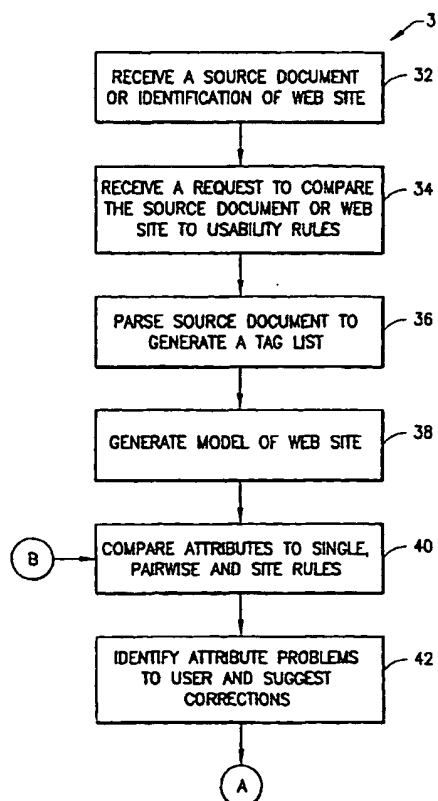 3
RECEIVE A SOURCE DOCUMENT
OR IDENTIFICATION OF WEB SITE
32
RECEIVE A REQUEST TO COMPARE
THE SOURCE DOCUMENT OR WEB
SITE TO USABILITY RULES
34
PARSE SOURCE DOCUMENT TO
GENERATE A TAG LIST
36
GENERATE MODEL OF WEB SITE
38
B
COMPARE ATTRIBUTES TO SINGLE,
PAIRWISE AND SITE RULES
40
IDENTIFY ATTRIBUTE PROBLEMS
TO USER AND SUGGEST
CORRECTIONS
42
A